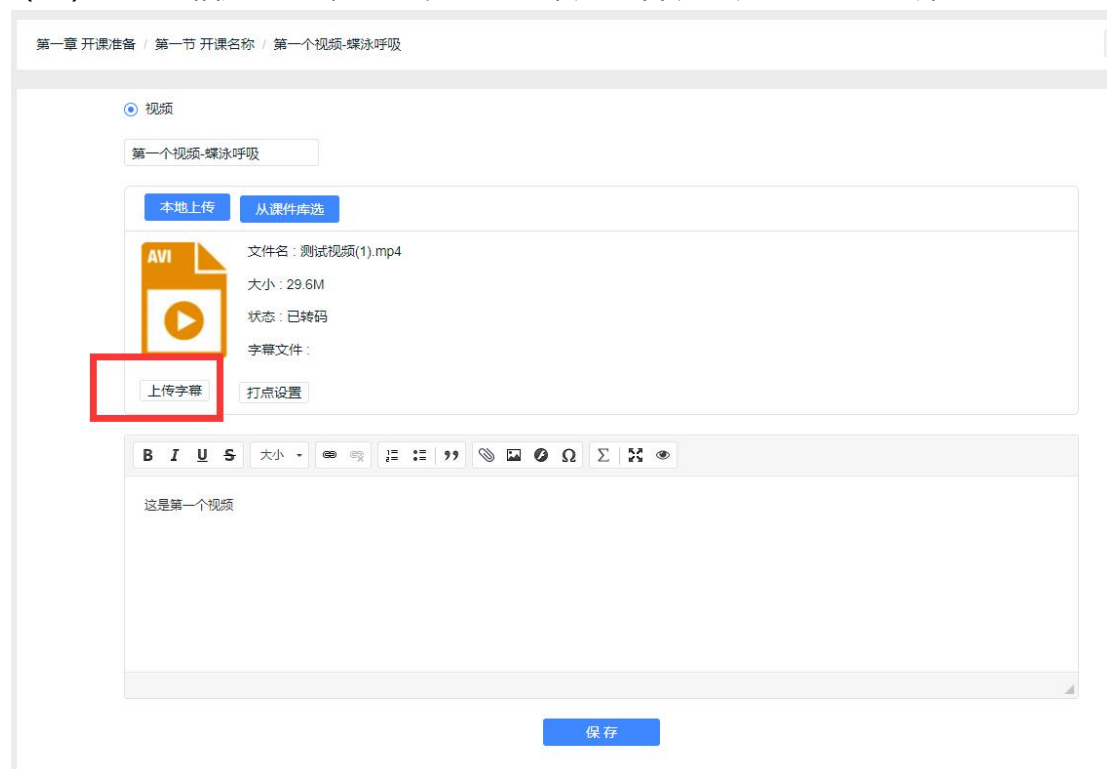 第一章 开课准备 / 第一节 开课名称 / 第一个视频-蝶泳呼吸
视频
第一个视频-蝶泳呼吸
本地上传 从课件库选
AVI
文件名 : 测试视频(1).mp4
大小 : 29.6M
状态 : 已转码
字幕文件 :
上传字幕 打点设置
B I U S 大小 Ω Σ
这是第一个视频
保存